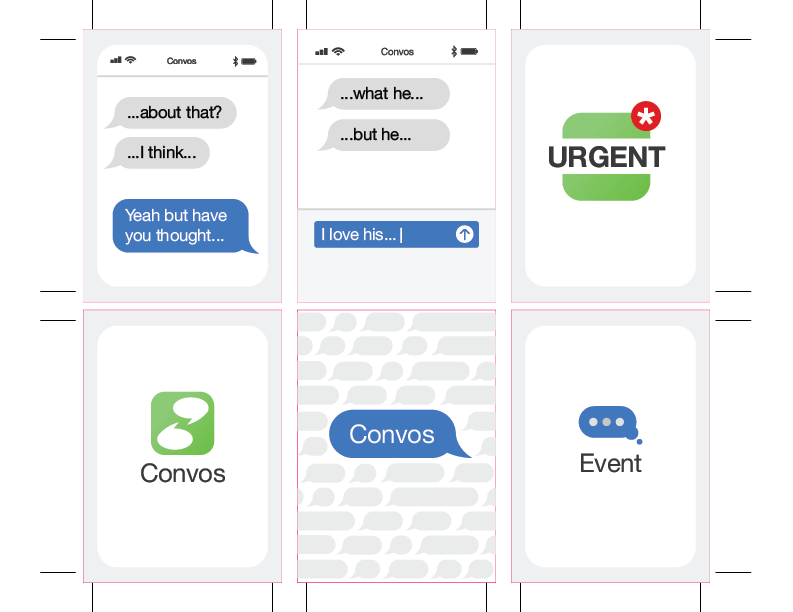 Convos
...about that?
...I think...
Yeah but have
you thought...
Convos
...what he...
...but he...
I love his...
URGENT
Convos
Convos
Event